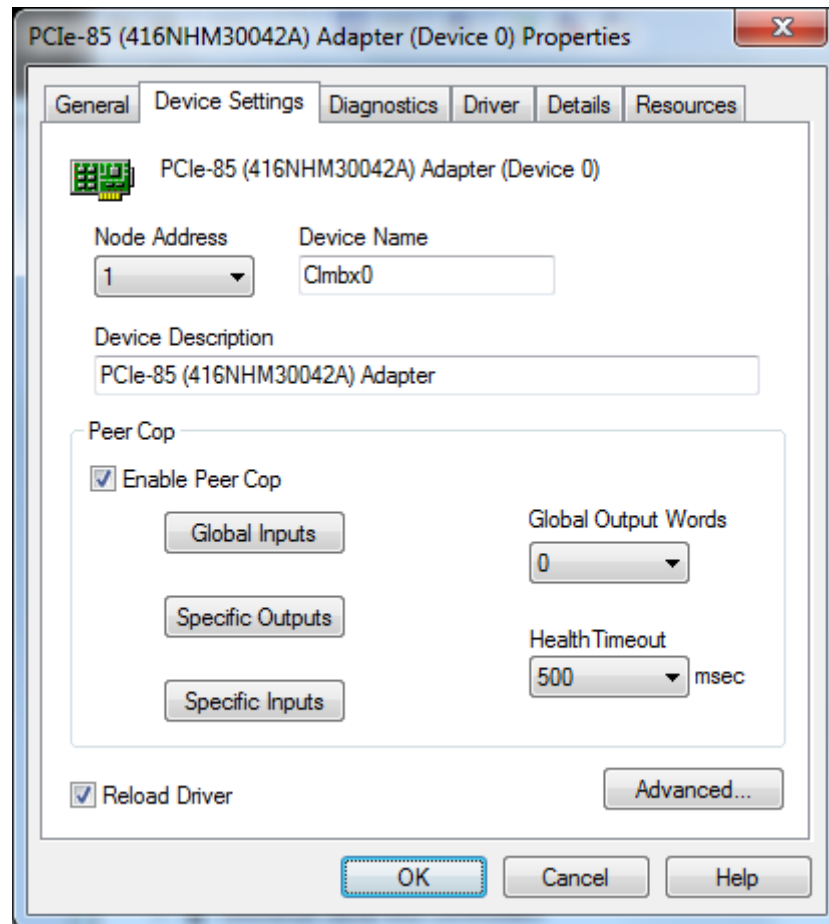 PCIe-85 (416NHM30042A) Adapter (Device 0) Properties
General Device Settings Diagnostics Driver Details Resources
PCIe-85 (416NHM30042A) Adapter (Device 0)
Node Address Device Name
1 Clmbx0
Device Description
PCIe-85 (416NHM30042A) Adapter
Peer Cop
Enable Peer Cop
Global Inputs Global Output Words
0
Specific Outputs
Health Timeout
500 msec
Specific Inputs
Reload Driver Advanced...
OK Cancel Help